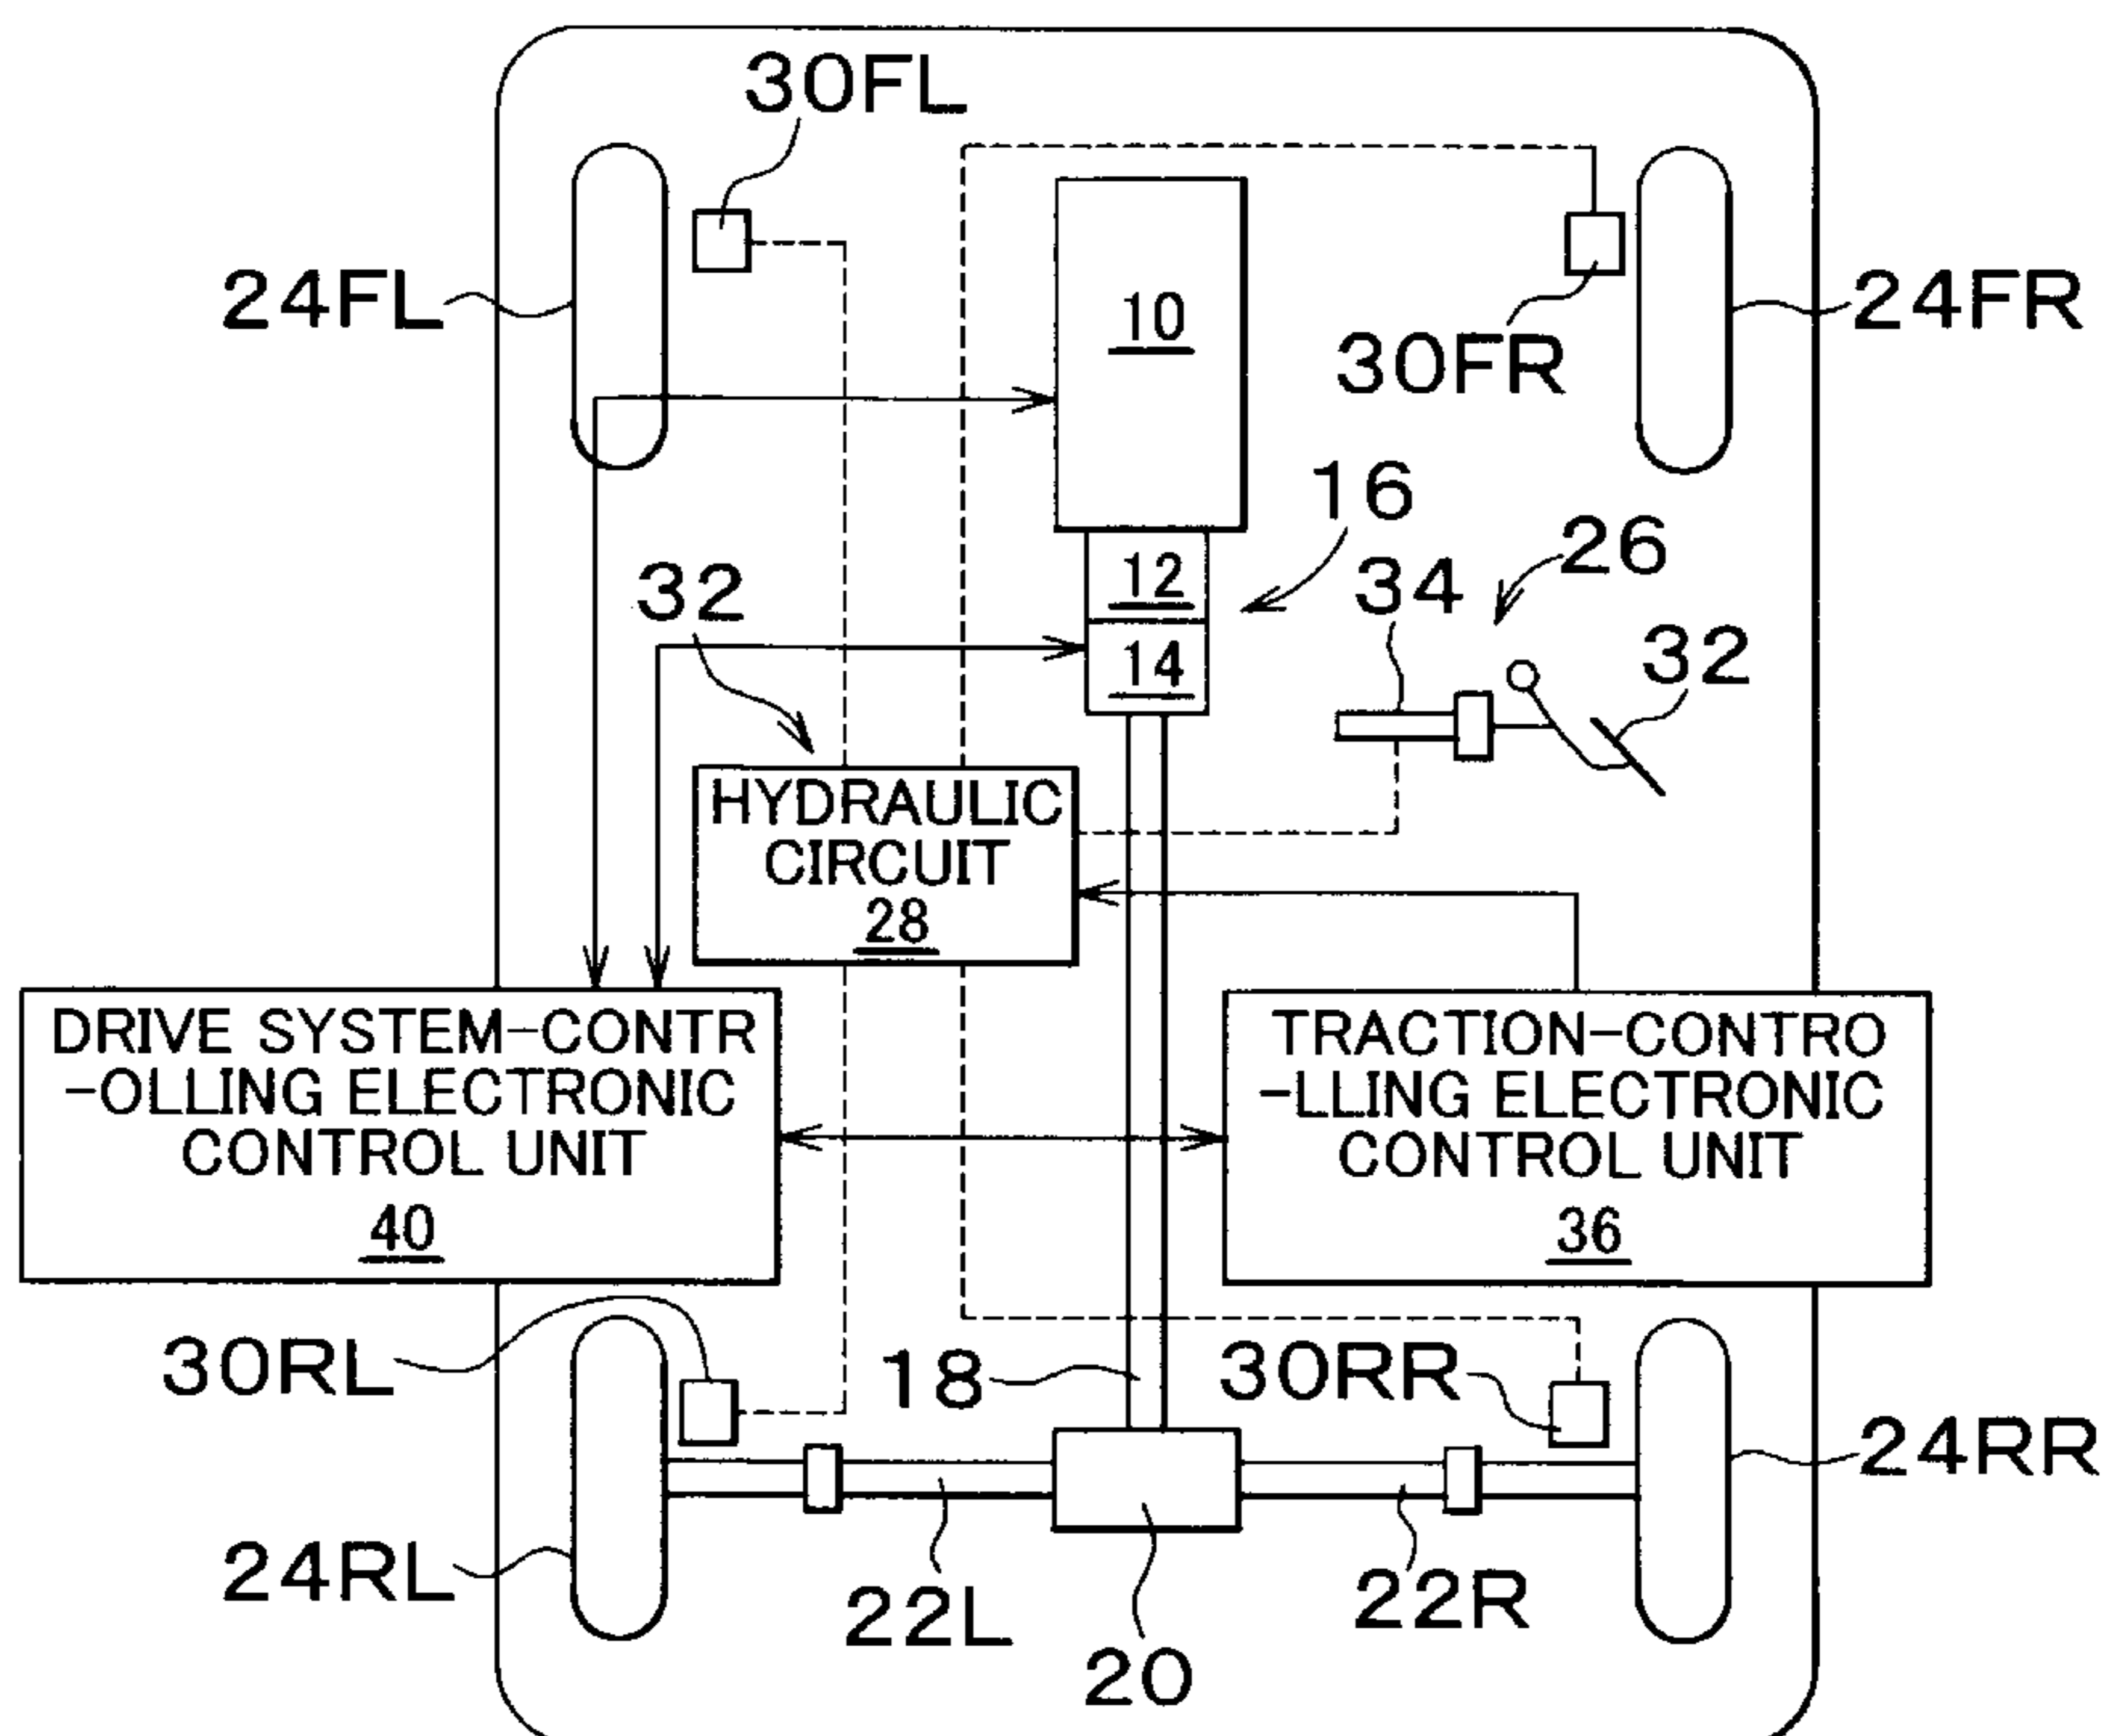 30FL
24FL
10
30FR
24FR
16
26
12
34
32
32
14
HYDRAULIC
CIRCUIT
28
DRIVE SYSTEM-CONTR
-OLLING ELECTRONIC
CONTROL UNIT
40
TRACTION-CONTRO
-LLING ELECTRONIC
CONTROL UNIT
36
30RL
18
30RR
24RR
24RL
22L
22R
20